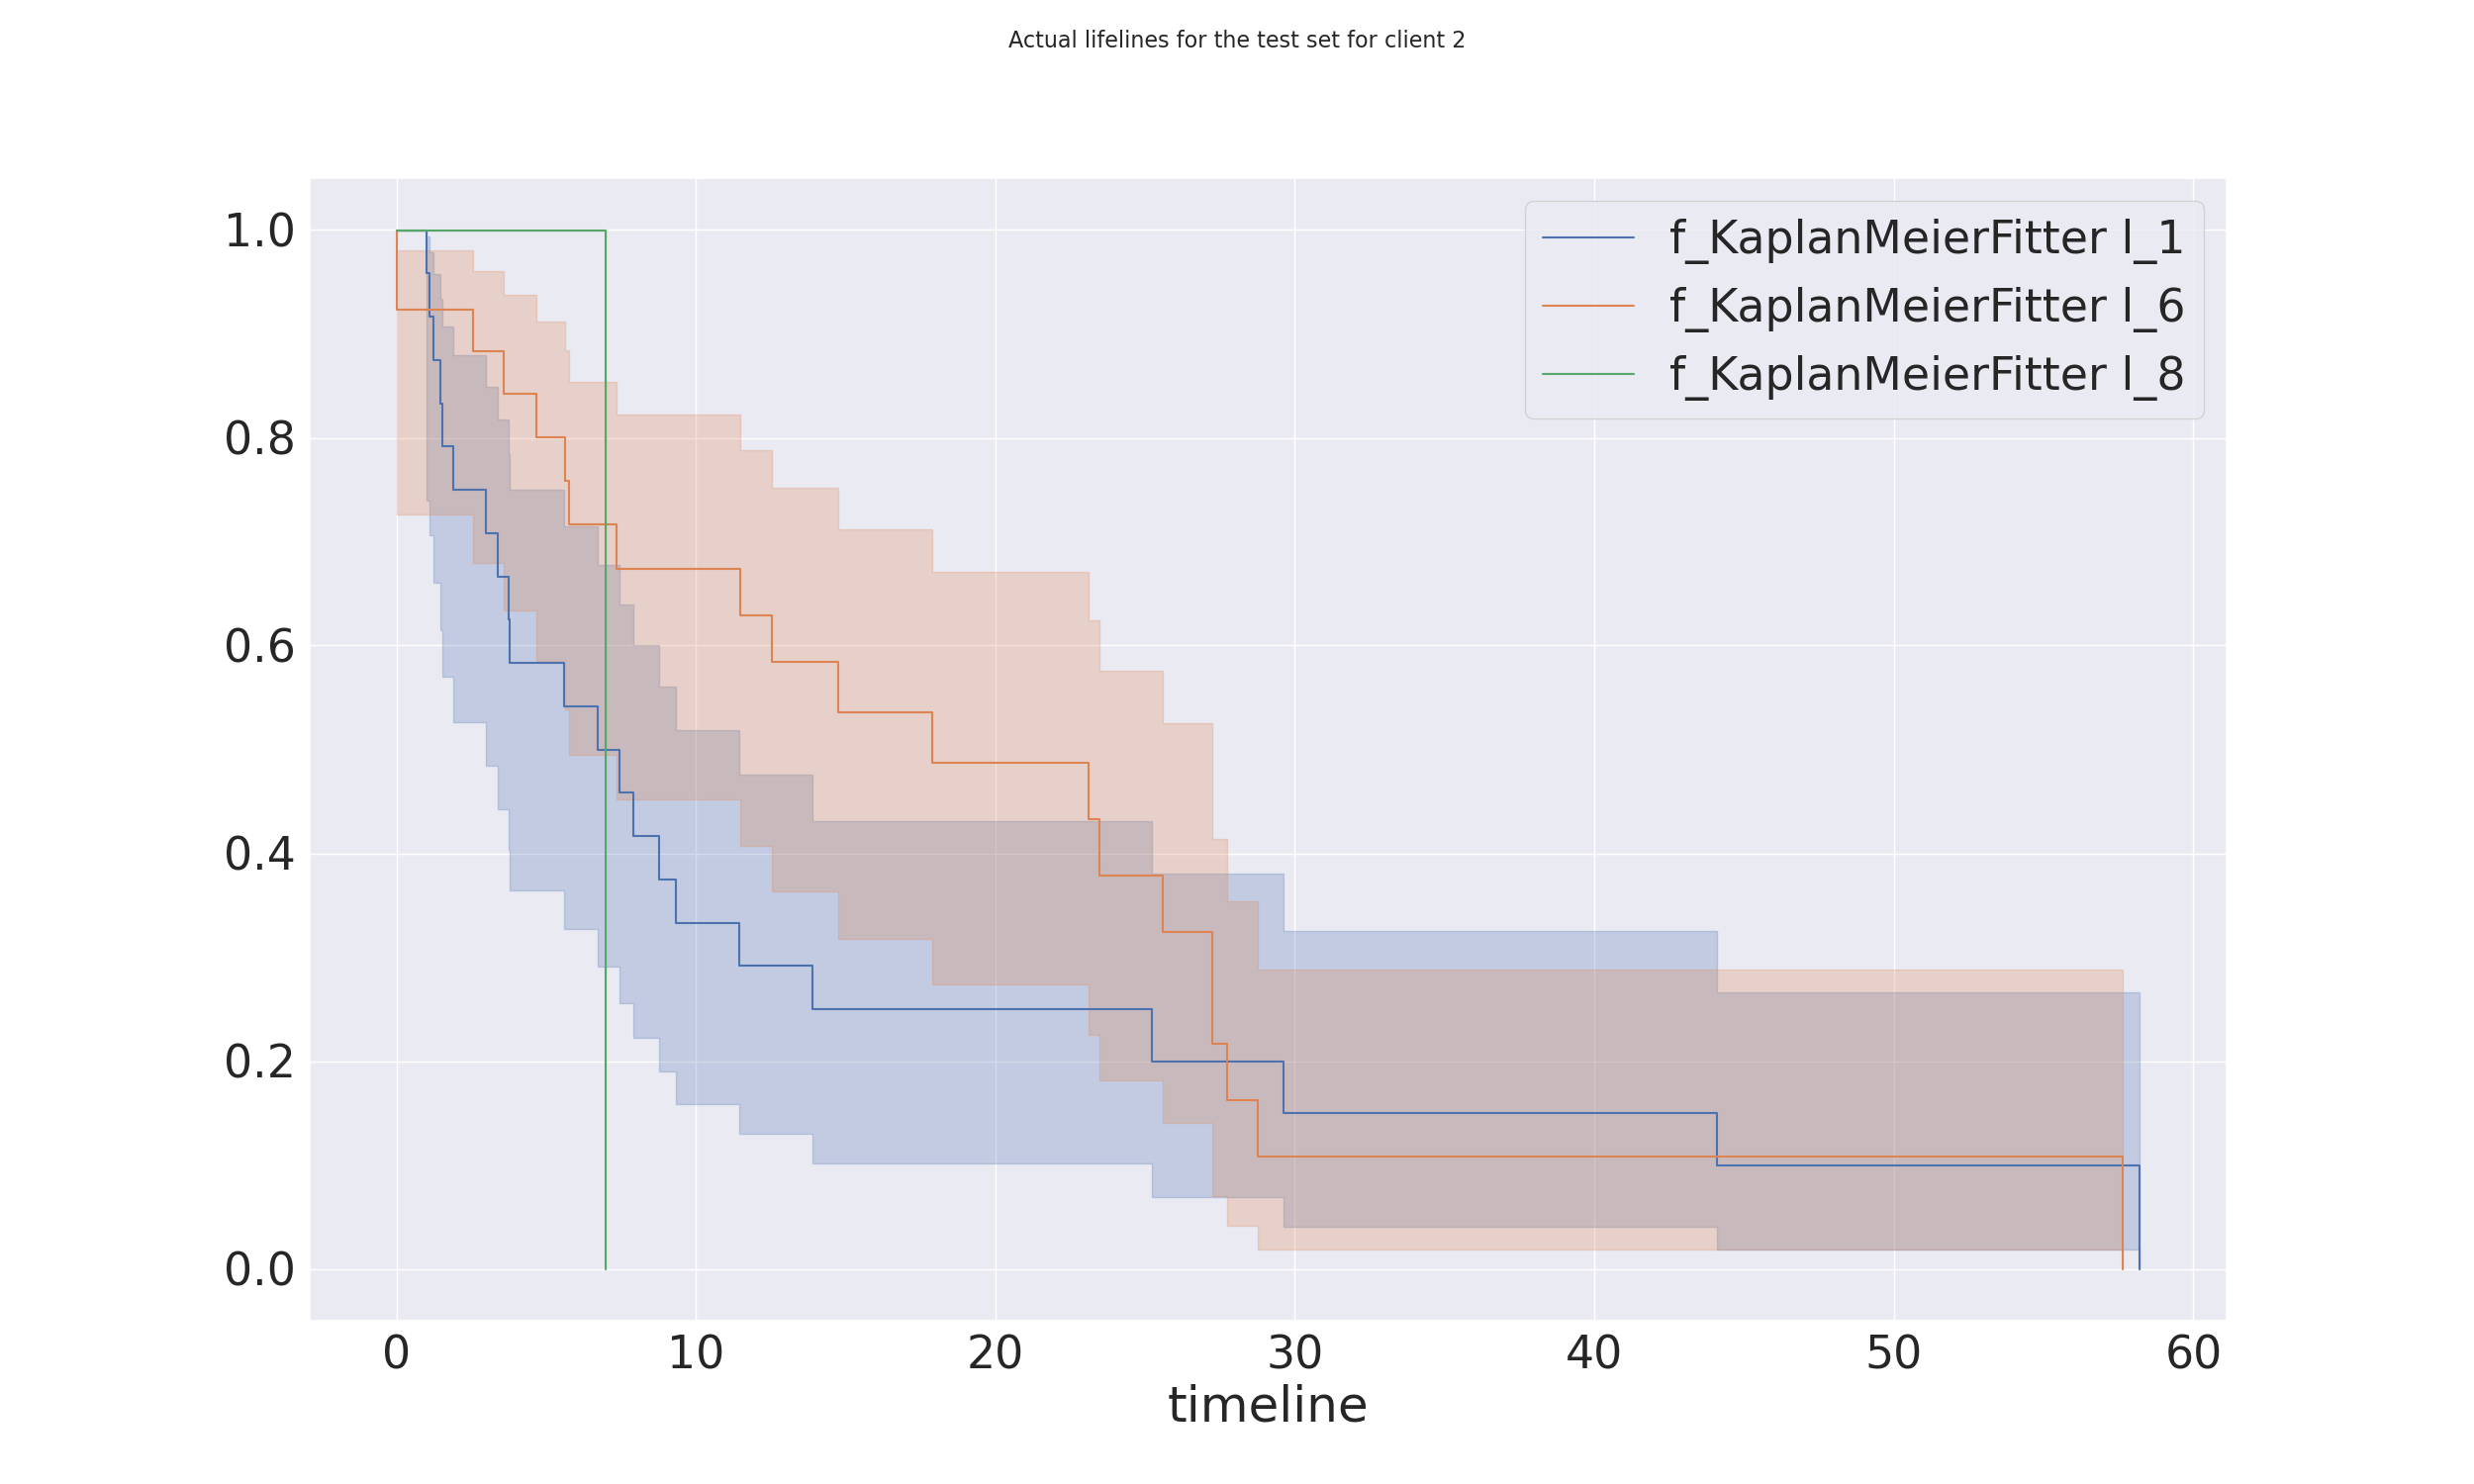 Actual lifelines for the test set for client 2
1.0
0.8
0.6
0.4
0.2
0.0
f_KaplanMeierFitter l_1
f_KaplanMeierFitter l_6
f_KaplanMeierFitter l_8
0 10 20 30 40 50 60
timeline